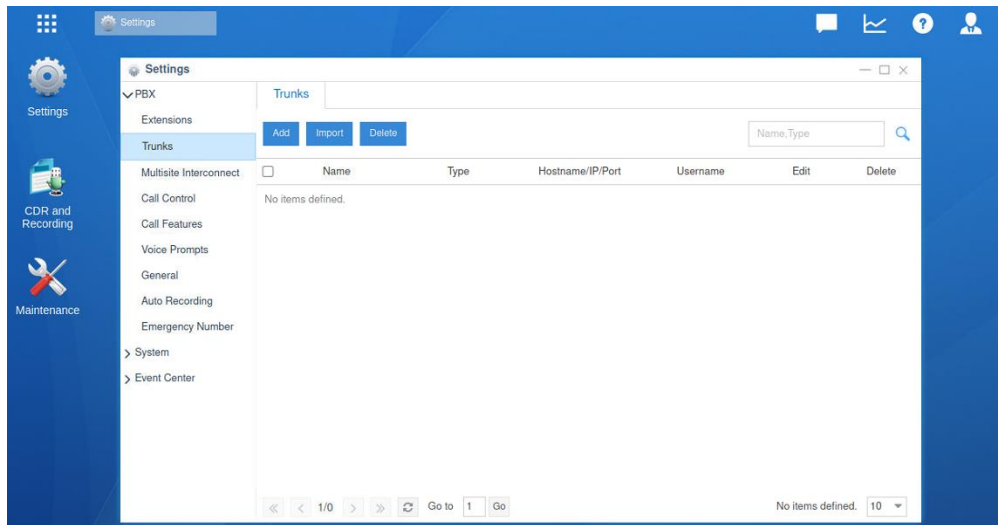 Settings
Settings
CDR and
Recording
Maintenance
Settings
PBX
Extensions
Trunks
Multisite Interconnect
Call Control
Call Features
Voice Prompts
General
Auto Recording
Emergency Number
System
Event Center
Trunks
Add Import Delete
Name,Type
Name Type Hostname/IP/Port Username Edit Delete
No items defined.
1/0 Go to 1 Go
No items defined. 10